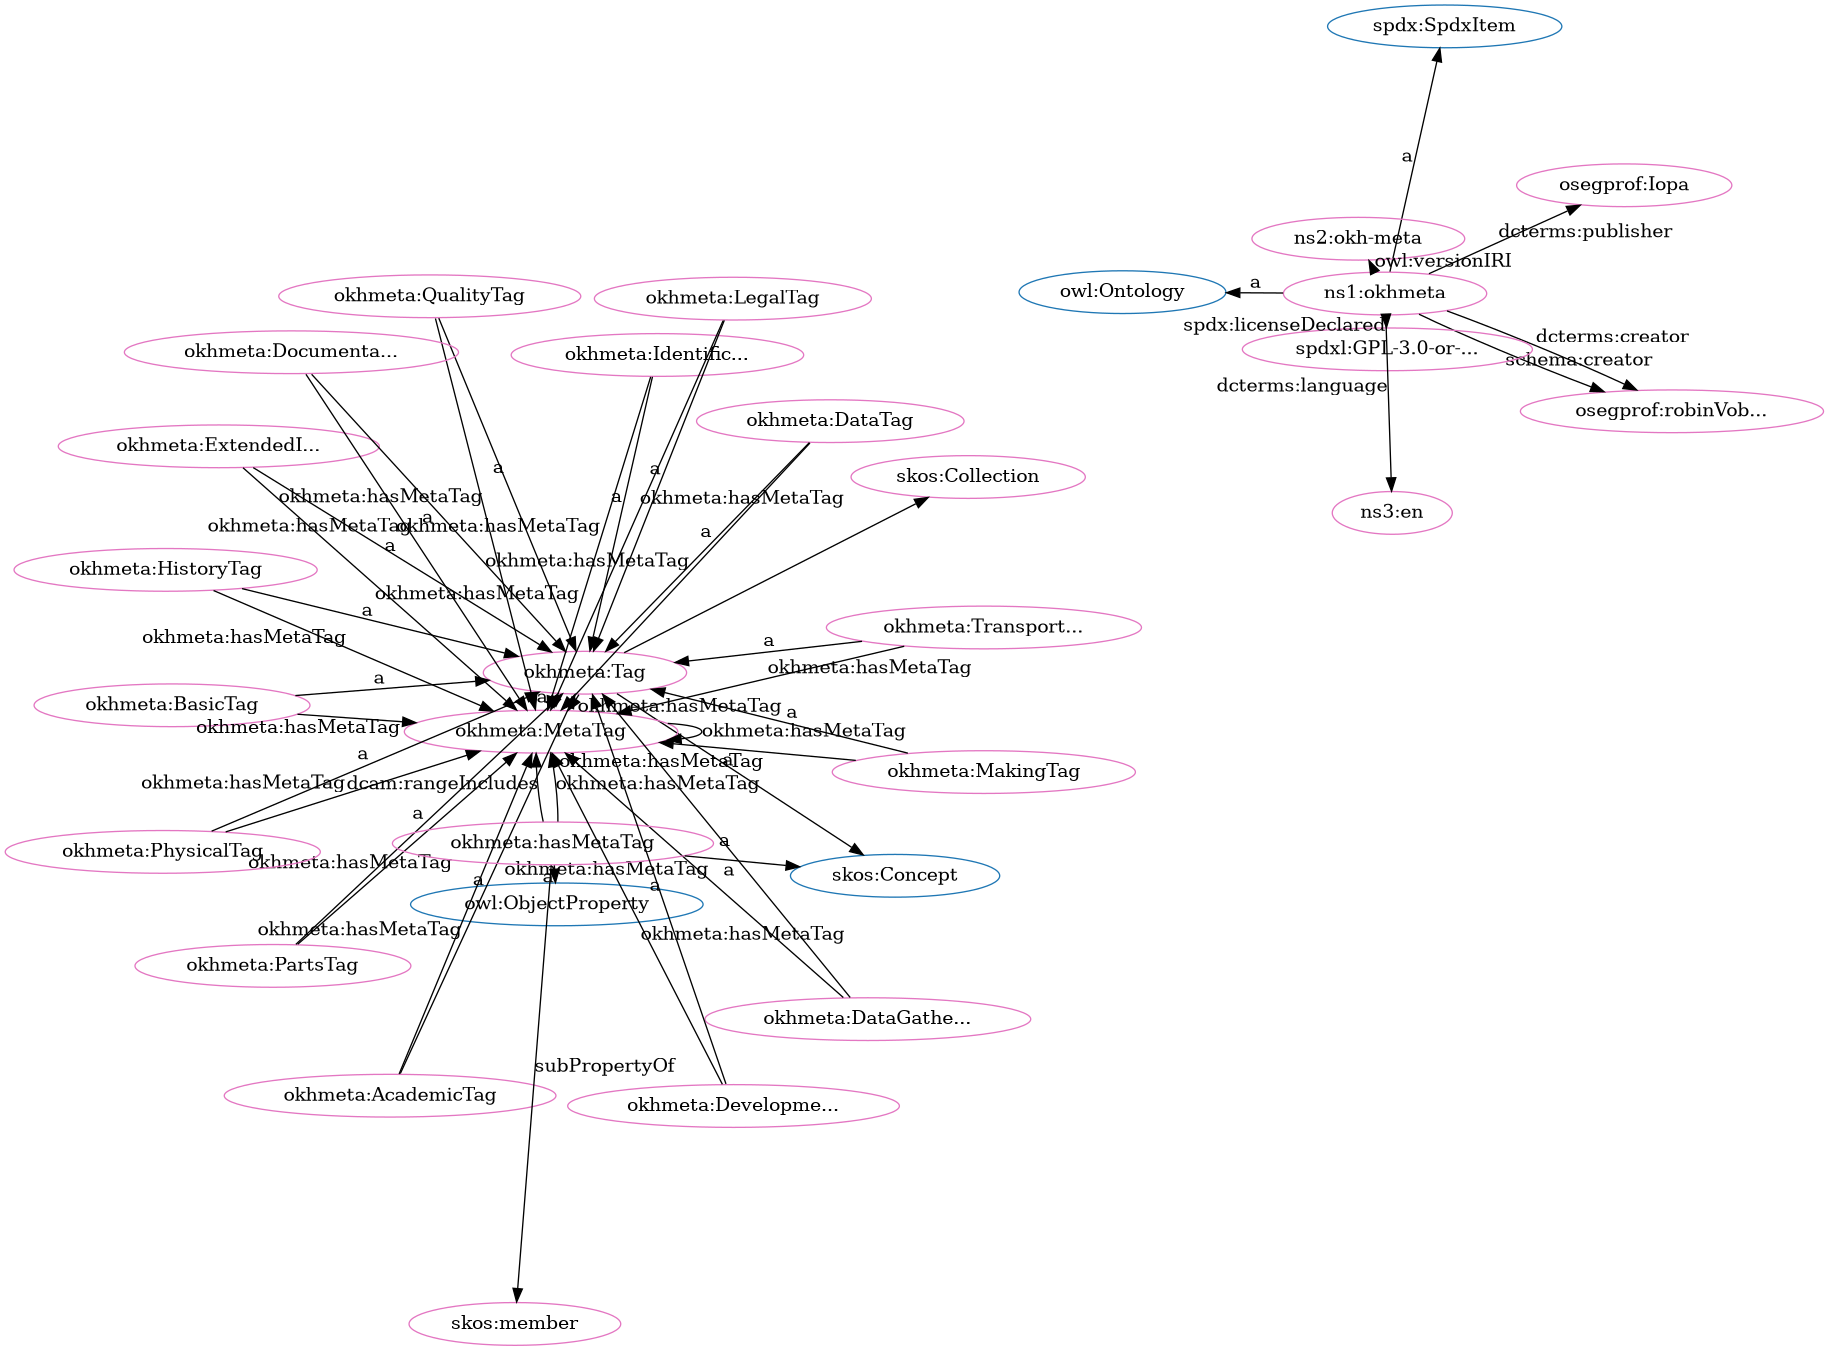 spdx:SpdxItem
a
osegprof:Iopa
dcterms:publisher
ns2:okh-meta
owl:versionIRI
owl:Ontology
a
ns1:okhmeta
spdx:licenseDeclared
spdxl:GPL-3.0-or-...
dcterms:creator
schema:creator
dcterms:language
osegprof:robinVob...
ns3:en
okhmeta:QualityTag
okhmeta:LegalTag
okhmeta:Documenta...
okhmeta:Identific...
okhmeta:DataTag
okhmeta:ExtendedI...
a
a
skos:Collection
okhmeta:hasMetaTag
a
okhmeta:hasMetaTag
okhmeta:hasMetaTag
a
okhmeta:hasMetaTag
a
a
okhmeta:hasMetaTag
okhmeta:HistoryTag
okhmeta:hasMetaTag
a
okhmeta:hasMetaTag
okhmeta:Transport...
a
okhmeta:hasMetaTag
okhmeta:Tag
a
okhmeta:BasicTag
a
okhmeta:hasMetaTag
a
okhmeta:hasMetaTag
okhmeta:MetaTag
okhmeta:hasMetaTag
a
okhmeta:hasMetaTag
a
okhmeta:MakingTag
okhmeta:hasMetaTag
dcam:rangeIncludes
okhmeta:hasMetaTag
a
okhmeta:hasMetaTag
a
okhmeta:PhysicalTag
okhmeta:hasMetaTag
okhmeta:hasMetaTag
a
a
a
a
skos:Concept
owl:ObjectProperty
okhmeta:hasMetaTag
okhmeta:hasMetaTag
okhmeta:PartsTag
okhmeta:DataGathe...
subPropertyOf
okhmeta:AcademicTag
okhmeta:Developme...
skos:member